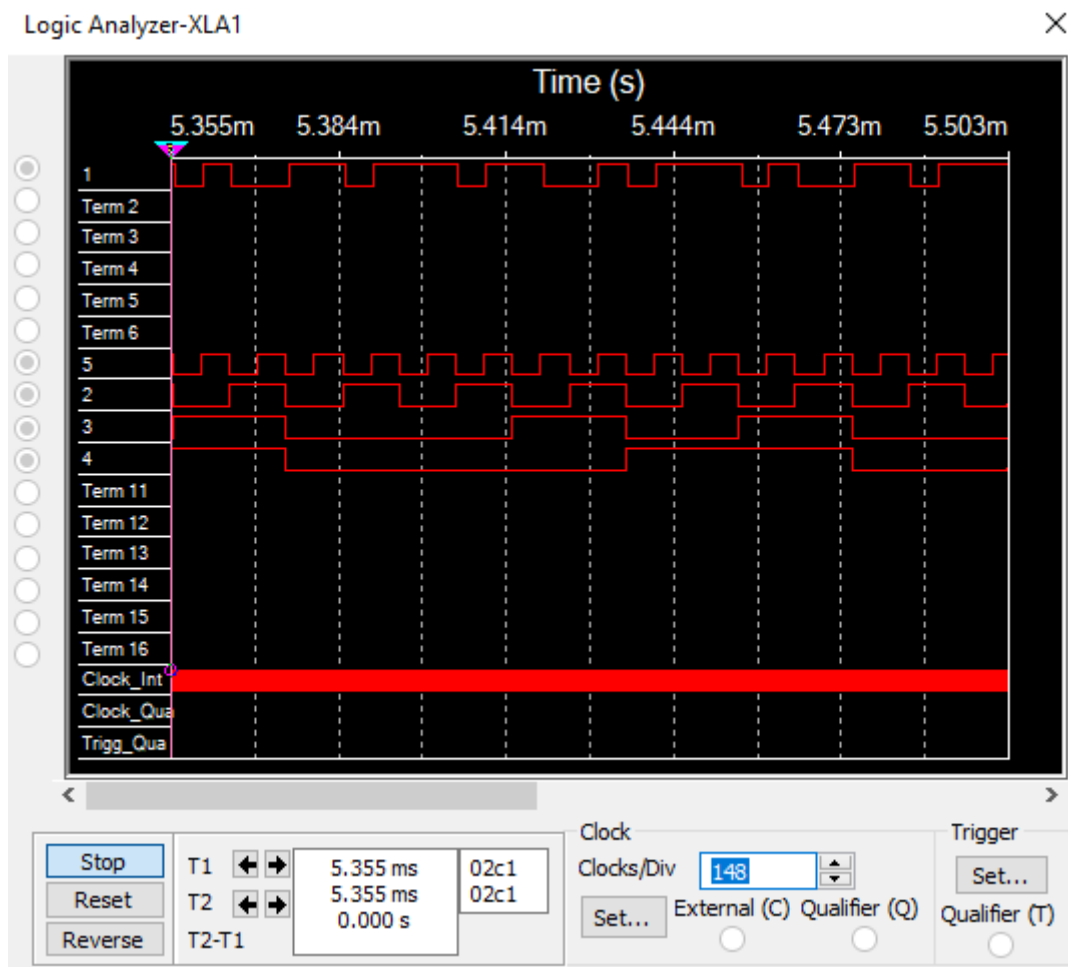 Logic Analyzer-XLA1
Time (s)
5.355m 5.384m 5.414m 5.444m 5.473m 5.503m
1
Term 2
Term 3
Term 4
Term 5
Term 6
5
2
3
4
Term 11
Term 12
Term 13
Term 14
Term 15
Term 16
Clock_Int
Clock_Qua
Trigg_Qua
Stop
Reset
Reverse
T1
T2
T2-T1
5.355 ms
5.355 ms
0.000 s
02c1
02c1
Clock
Clocks/Div 148
Set... External (C) Qualifier (Q)
Trigger
Set...
Qualifier (T)